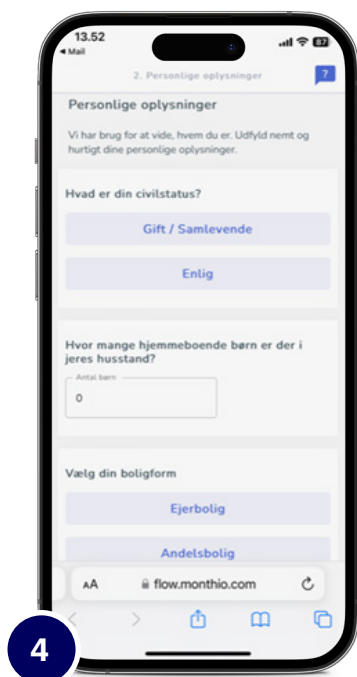 13.52
87
Mail
2. Personlige oplysninger
?
Personlige oplysninger
Vi har brug for at vide, hvem du er. Udfyld nemt og
hurtigt dine personlige oplysninger.
Hvad er din civilstatus?
Gift / Samlevende
Enlig
Hvor mange hjemmeboende børn er der i
jeres husstand?
Antal børn
0
Vælg din boligform
Ejerbolig
Andelsbolig
AA
flow.monthio.com
4